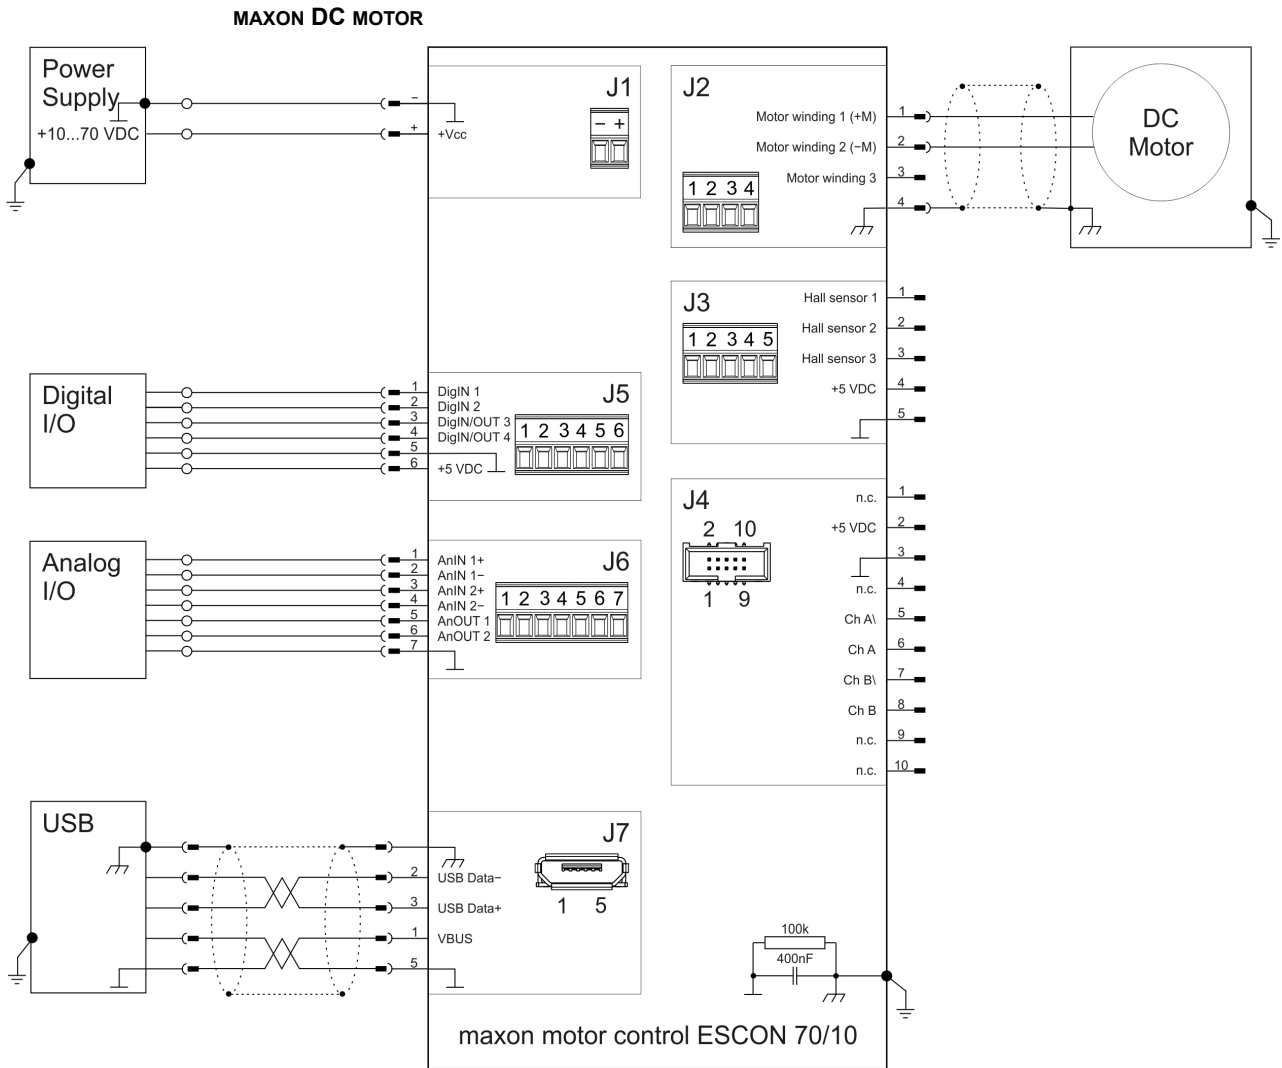 MAXON DC MOTOR
Power
Supply
+10...70 VDC
−
+
+Vcc
J1
− +
J2
Motor winding 1 (+M)
1
Motor winding 2 (−M)
2
Motor winding 3
3
4
1 2 3 4
DC
Motor
J3
Hall sensor 1
1
Hall sensor 2
2
Hall sensor 3
3
+5 VDC
4
5
1 2 3 4 5
Digital
I/O
1
DigIN 1
2
DigIN 2
3
DigIN/OUT 3
4
DigIN/OUT 4
5
6
+5 VDC
J5
1 2 3 4 5 6
J4
2 10
1 9
n.c.
1
+5 VDC
2
3
n.c.
4
Ch A\
5
Ch A
6
Ch B\
7
Ch B
8
n.c.
9
n.c.
10
Analog
I/O
1
AnIN 1+
2
AnIN 1−
3
AnIN 2+
4
AnIN 2−
5
AnOUT 1
6
AnOUT 2
7
J6
1 2 3 4 5 6 7
USB
2
USB Data−
3
USB Data+
1
VBUS
5
J7
1 5
100k
400nF
maxon motor control ESCON 70/10